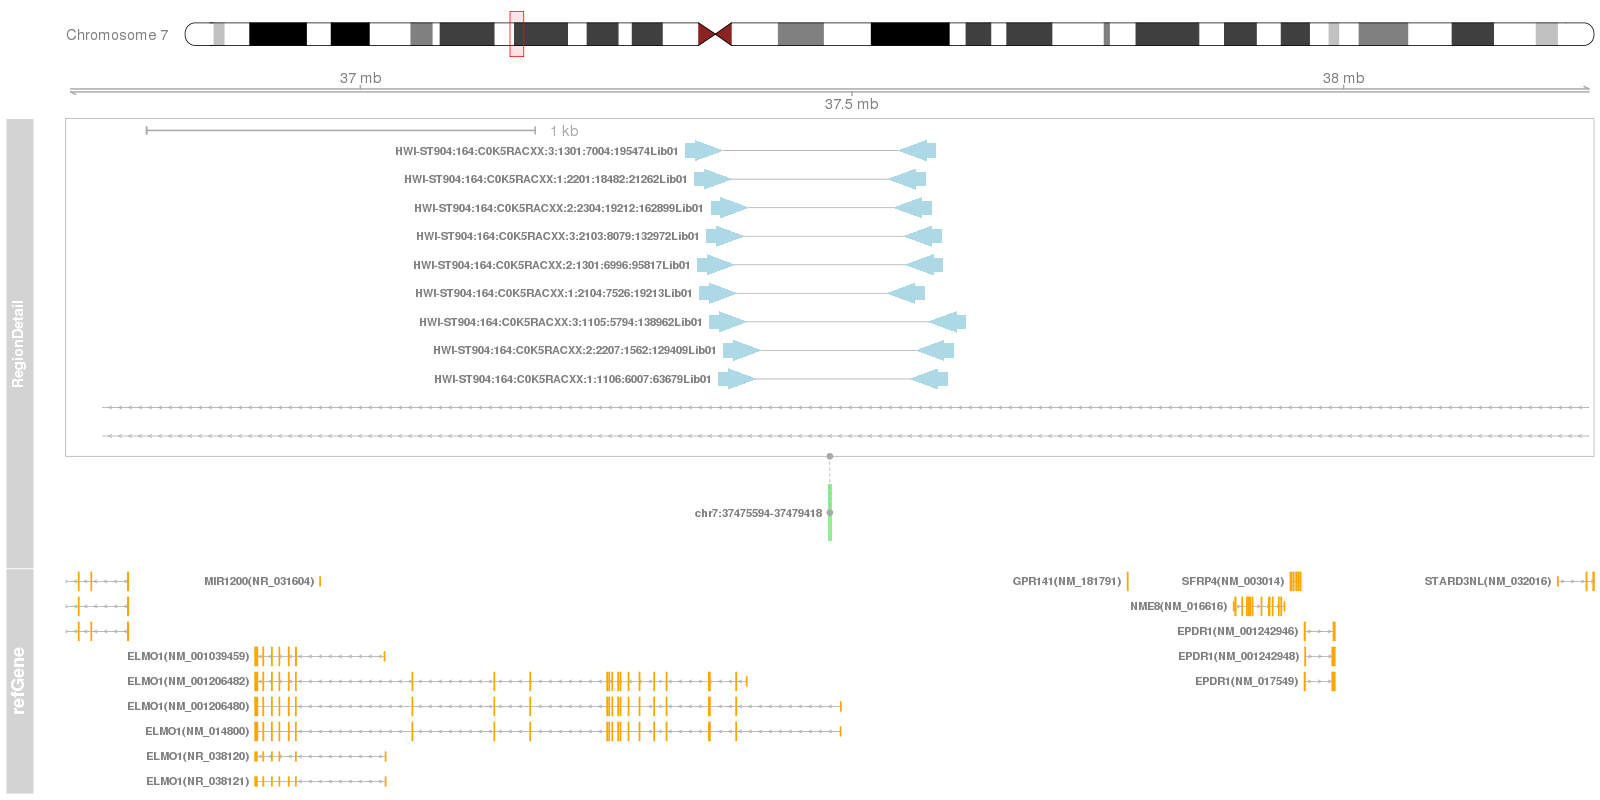 Chromosome 7
37 mb
38 mb
37.5 mb
RegionDetail
1 kb
HWI-ST904:164:C0K5RACXX:3:1301:7004:195474Lib01
HWI-ST904:164:C0K5RACXX:1:2201:18482:21262Lib01
HWI-ST904:164:C0K5RACXX:2:2304:19212:162899Lib01
HWI-ST904:164:C0K5RACXX:3:2103:8079:132972Lib01
HWI-ST904:164:C0K5RACXX:2:1301:6996:95817Lib01
HWI-ST904:164:C0K5RACXX:1:2104:7526:19213Lib01
HWI-ST904:164:C0K5RACXX:3:1105:5794:138962Lib01
HWI-ST904:164:C0K5RACXX:2:2207:1562:129409Lib01
HWI-ST904:164:C0K5RACXX:1:1106:6007:63679Lib01
chr7:37475594-37479418
refGene
MIR1200(NR_031604)
GPR141(NM_181791)
SFRP4(NM_003014)
STARD3NL(NM_032016)
NME8(NM_016616)
EPDR1(NM_001242946)
ELMO1(NM_001039459)
EPDR1(NM_001242948)
ELMO1(NM_001206482)
EPDR1(NM_017549)
ELMO1(NM_001206480)
ELMO1(NM_014800)
ELMO1(NR_038120)
ELMO1(NR_038121)